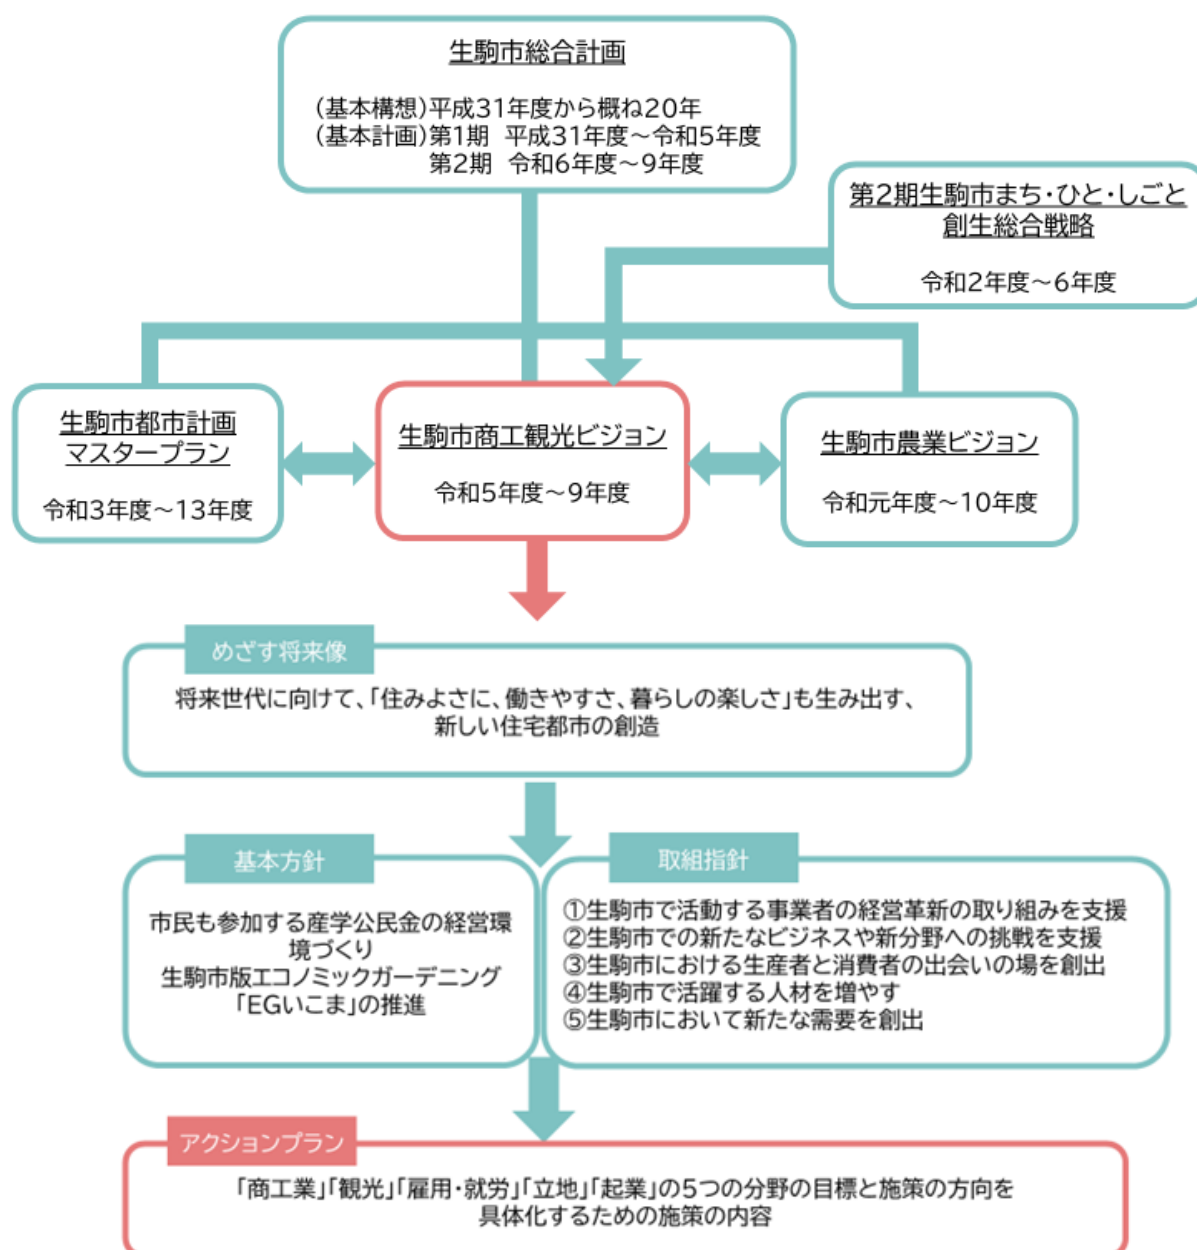 生駒市総合計画
（基本構想）平成31年度から概ね20年
（基本計画）第1期　平成31年度～令和5年度
第2期　令和6年度～9年度
第2期生駒市まち・ひと・しごと
創生総合戦略
令和2年度～6年度
生駒市都市計画
マスタープラン
令和3年度～13年度
生駒市商工観光ビジョン
令和5年度～9年度
生駒市農業ビジョン
令和元年度～10年度
めざす将来像
将来世代に向けて、「住みよさに、働きやすさ、暮らしの楽しさ」も生み出す、
新しい住宅都市の創造
基本方針
市民も参加する産学公民金の経営環
境づくり
生駒市版エコノミックガーデニング
「EGいこま」の推進
取組指針
①生駒市で活動する事業者の経営革新の取り組みを支援
②生駒市での新たなビジネスや新分野への挑戦を支援
③生駒市における生産者と消費者の出会いの場を創出
④生駒市で活躍する人材を増やす
⑤生駒市において新たな需要を創出
アクションプラン
「商工業」「観光」「雇用・就労」「立地」「起業」の5つの分野の目標と施策の方向を
具体化するための施策の内容